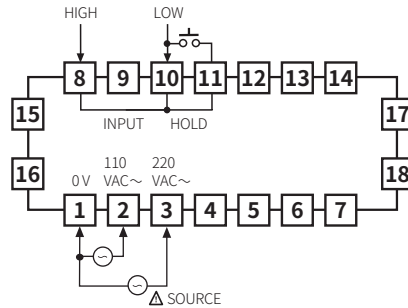 HIGH LOW
8 9 10 11 12 13 14
15 17
INPUT HOLD
16 18
110 220
0 V VAC～ VAC～
1 2 3 4 5 6 7
SOURCE